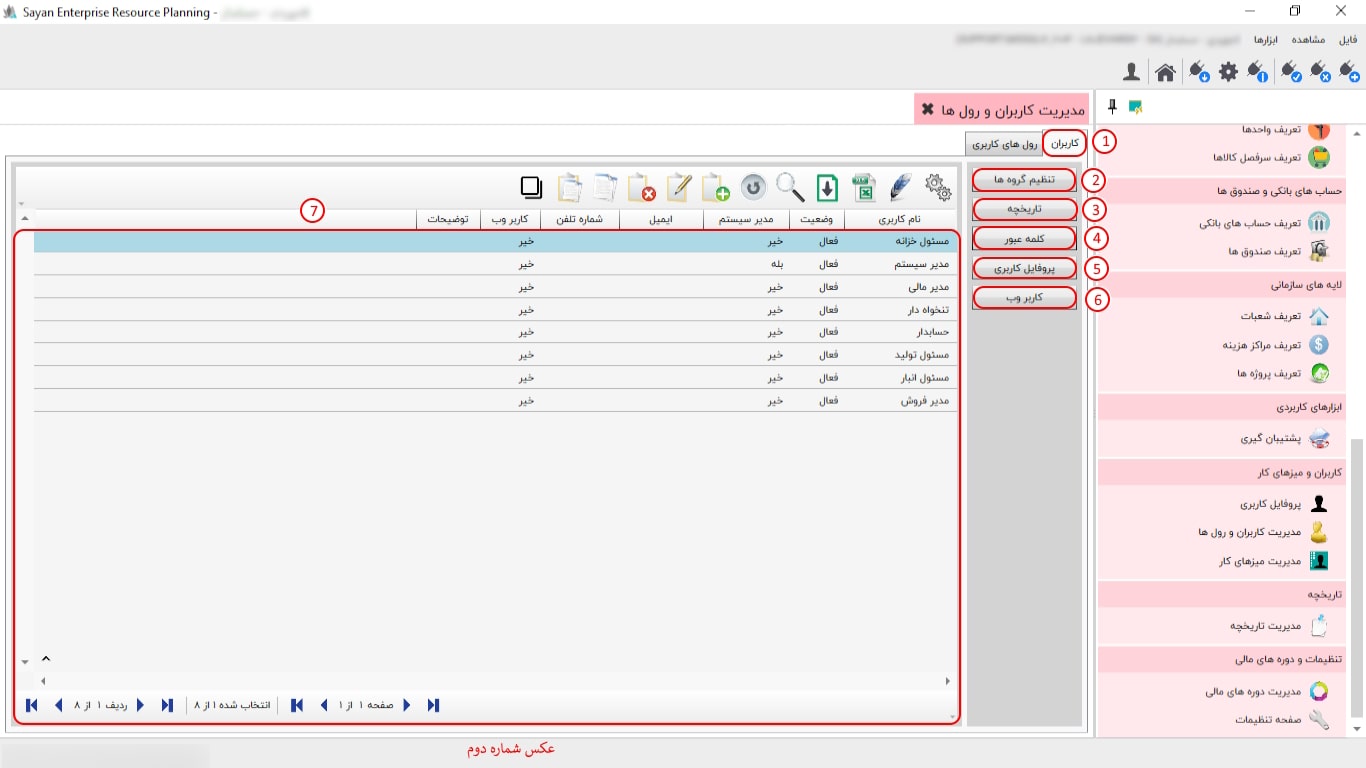 Sayan Enterprise Resource Planning -
فایل مشاهده ابزارها
مدیریت کاربران و رول ها
کاربران رول های کاربری
1
تنظیم گروه ها 2
تاریخچه 3
کلمه عبور 4
پروفایل کاربری 5
کاربر وب 6
7
نام کاربری وضعیت مدیر سیستم ایمیل شماره تلفن کاربر وب توضیحات
مسئول خزانه فعال خیر خیر
مدیر سیستم فعال بله خیر
مدیر مالی فعال خیر خیر
تنخواه دار فعال خیر خیر
حسابدار فعال خیر خیر
مسئول تولید فعال خیر خیر
مسئول انبار فعال خیر خیر
مدیر فروش فعال خیر خیر
صفحه ۱ از ۱ انتخاب شده ۱ از ۸ ردیف ۱ از ۸
تعریف واحدها
تعریف سرفصل کالاها
حساب های بانکی و صندوق ها
تعریف حساب های بانکی
تعریف صندوق ها
لایه های سازمانی
تعریف شعبات
تعریف مراکز هزینه
تعریف پروژه ها
ابزارهای کاربردی
پشتیبان گیری
کاربران و میزهای کار
پروفایل کاربری
مدیریت کاربران و رول ها
مدیریت میزهای کار
تاریخچه
مدیریت تاریخچه
تنظیمات و دوره های مالی
مدیریت دوره های مالی
صفحه تنظیمات
عکس شماره دوم